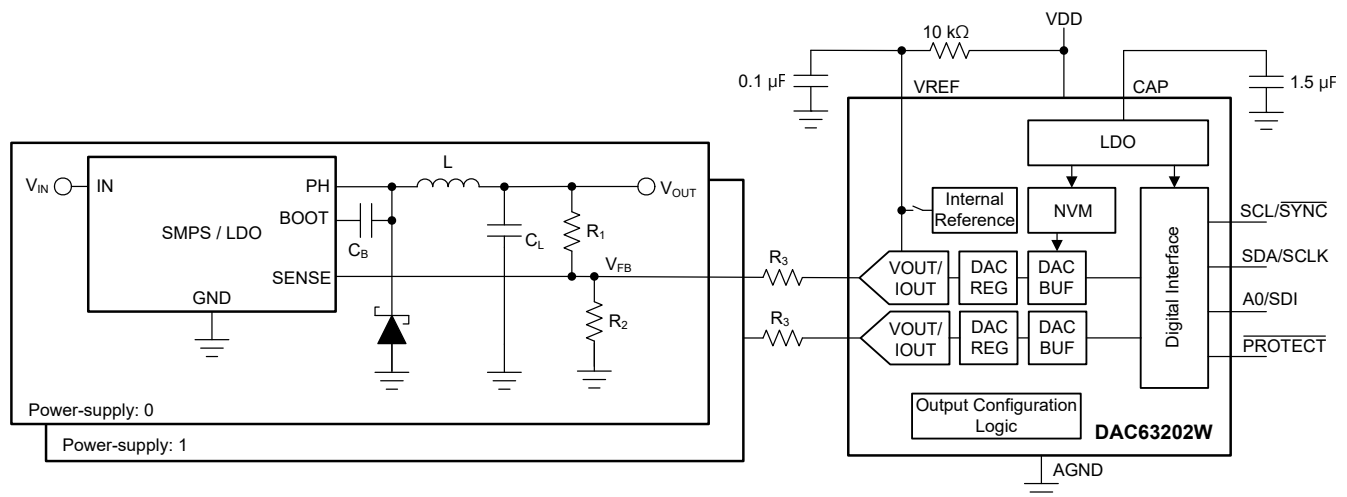 VDD
10 kΩ
0.1 µF
VREF
CAP
1.5 µF
LDO
Internal
Reference
NVM
VOUT/
IOUT
DAC
REG
DAC
BUF
VOUT/
IOUT
DAC
REG
DAC
BUF
Digital Interface
SCL/SYNC
SDA/SCLK
A0/SDI
PROTECT
Output Configuration
Logic
DAC63202W
AGND
VIN
IN
SMPS / LDO
PH
BOOT
SENSE
GND
CB
L
CL
R1
VOUT
VFB
R2
R3
R3
Power-supply: 0
Power-supply: 1